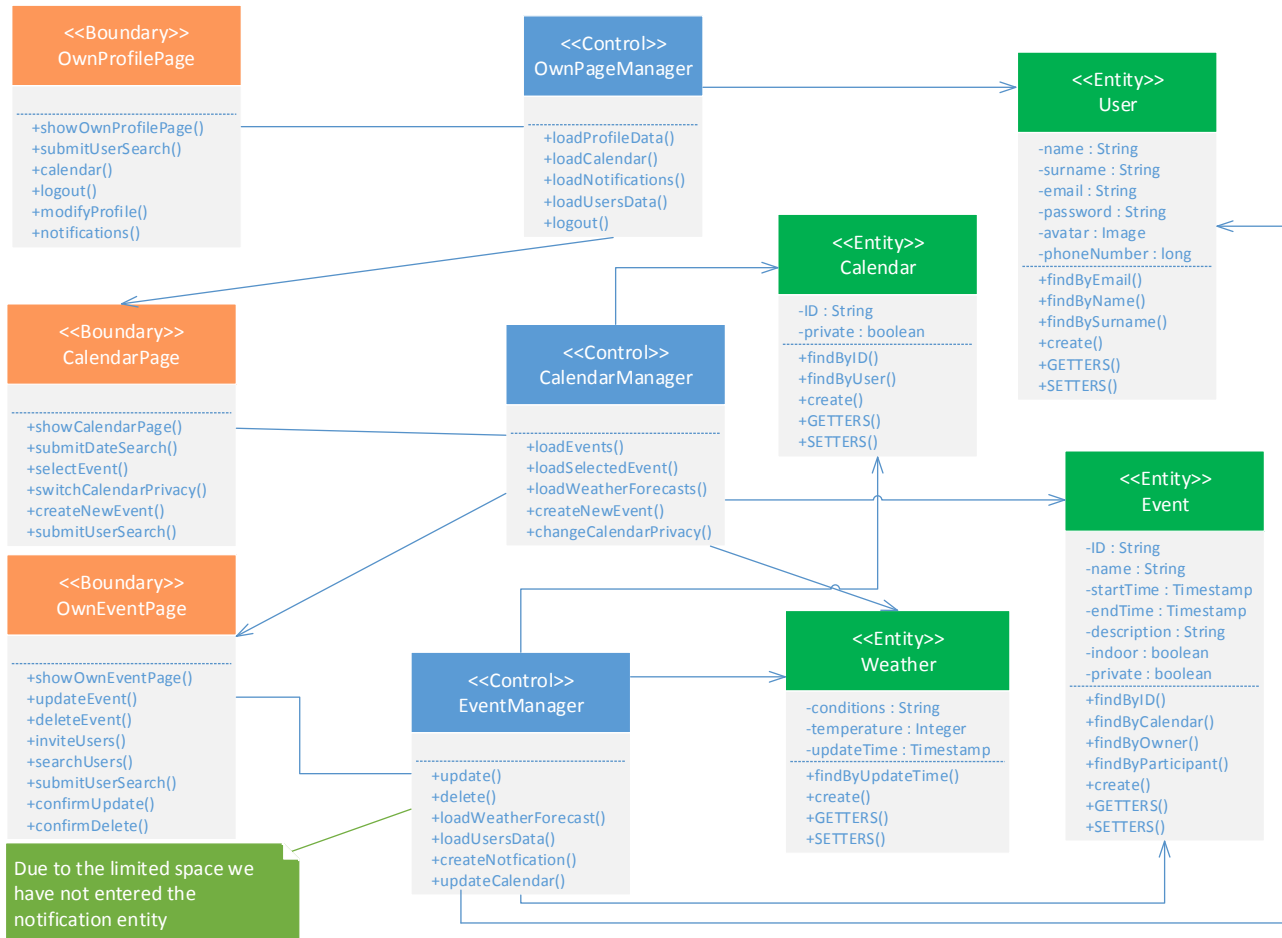 <<Boundary>>
OwnProfilePage
+showOwnProfilePage()
+submitUserSearch()
+calendar()
+logout()
+modifyProfile()
+notifications()
<<Control>>
OwnPageManager
+loadProfileData()
+loadCalendar()
+loadNotifications()
+loadUsersData()
+logout()
<<Entity>>
User
-name : String
-surname : String
-email : String
-password : String
-avatar : Image
-phoneNumber : long
+findByEmail()
+findByName()
+findBySurname()
+create()
+GETTERS()
+SETTERS()
<<Entity>>
Calendar
-ID : String
-private : boolean
+findByID()
+findByUser()
+create()
+GETTERS()
+SETTERS()
<<Boundary>>
CalendarPage
+showCalendarPage()
+submitDateSearch()
+selectEvent()
+switchCalendarPrivacy()
+createNewEvent()
+submitUserSearch()
<<Control>>
CalendarManager
+loadEvents()
+loadSelectedEvent()
+loadWeatherForecasts()
+createNewEvent()
+changeCalendarPrivacy()
<<Entity>>
Event
-ID : String
-name : String
-startTime : Timestamp
-endTime : Timestamp
-description : String
-indoor : boolean
-private : boolean
+findByID()
+findByCalendar()
+findByOwner()
+findByParticipant()
+create()
+GETTERS()
+SETTERS()
<<Boundary>>
OwnEventPage
+showOwnEventPage()
+updateEvent()
+deleteEvent()
+inviteUsers()
+searchUsers()
+submitUserSearch()
+confirmUpdate()
+confirmDelete()
<<Control>>
EventManager
+update()
+delete()
+loadWeatherForecast()
+loadUsersData()
+createNotfication()
+updateCalendar()
<<Entity>>
Weather
-conditions : String
-temperature : Integer
-updateTime : Timestamp
+findByUpdateTime()
+create()
+GETTERS()
+SETTERS()
Due to the limited space we
have not entered the
notification entity